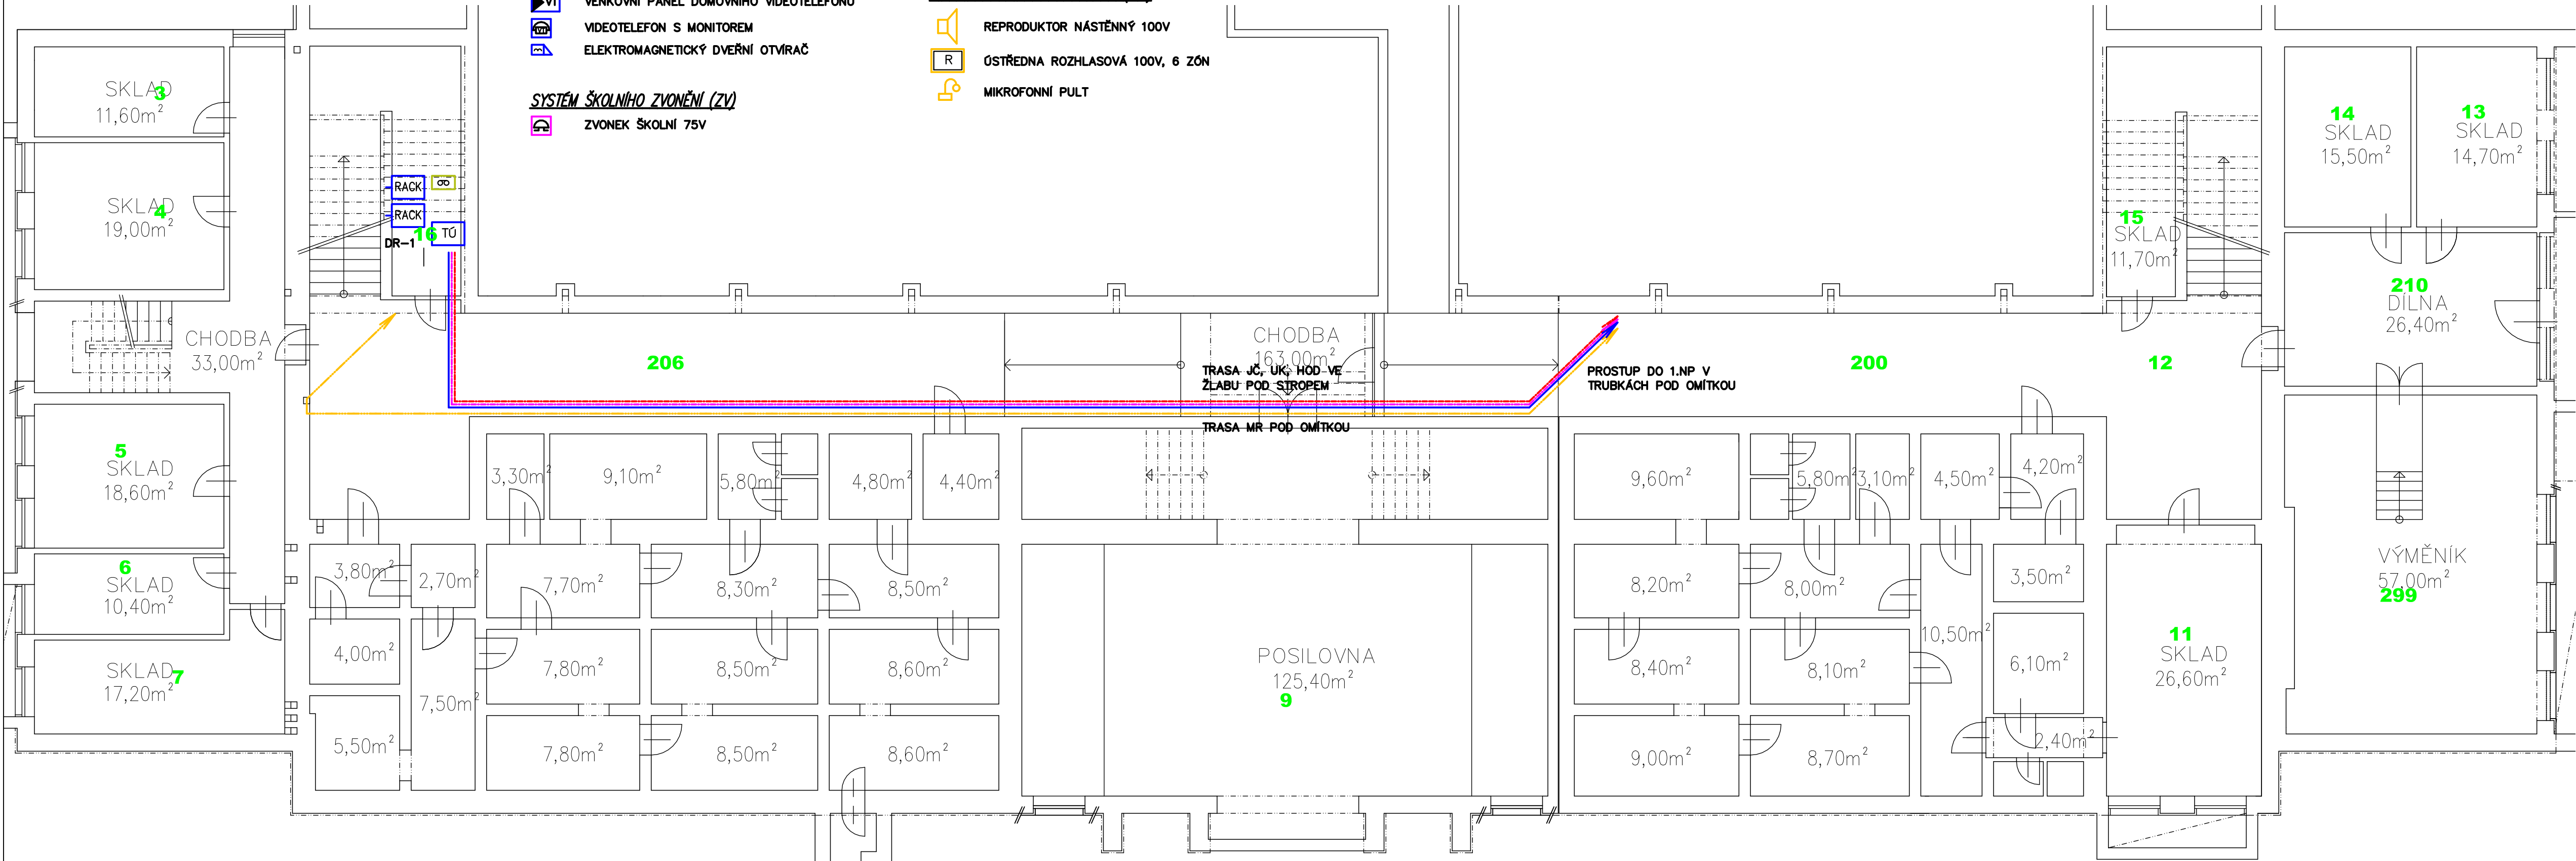 VT VENKOVNÍ PANEL DOMOVNÍHO VIDEOTELEFONU
VIDEOTELEFON S MONITOREM
ELEKTROMAGNETICKÝ DVEŘNÍ OTVÍRAČ
SYSTÉM ŠKOLNÍHO ZVONĚNÍ (ZV)
ZVONEK ŠKOLNÍ 75V
REPRODUKTOR NÁSTĚNNÝ 100V
R ÚSTŘEDNA ROZHLASOVÁ 100V, 6 ZÓN
MIKROFONNÍ PULT
SKLAD
3
11,60m²
SKLAD
4
19,00m²
RACK
RACK
DR-1
16
TÚ
CHODBA
33,00m²
5
SKLAD
18,60m²
6
SKLAD
10,40m²
SKLAD
7
17,20m²
206
CHODBA
163,00m²
TRASA JČ, UK, HOD VE
ŽLABU POD STROPEM
TRASA MR POD OMÍTKOU
PROSTUP DO 1.NP V
TRUBKÁCH POD OMÍTKOU
200
12
15
SKLAD
11,70m²
14
SKLAD
15,50m²
13
SKLAD
14,70m²
210
DÍLNA
26,40m²
VÝMĚNÍK
57,00m²
299
3,30m²
9,10m²
5,80m²
4,80m²
4,40m²
3,80m²
2,70m²
7,70m²
8,30m²
8,50m²
4,00m²
7,50m²
7,80m²
8,50m²
8,60m²
5,50m²
7,80m²
8,50m²
8,60m²
POSILOVNA
125,40m²
9
9,60m²
5,80m²
3,10m²
4,50m²
4,20m²
8,20m²
8,00m²
3,50m²
8,40m²
8,10m²
10,50m²
6,10m²
9,00m²
8,70m²
2,40m²
11
SKLAD
26,60m²